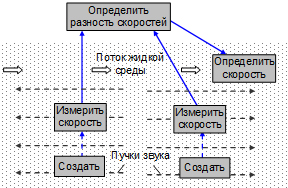 Определить
разность скоростей
Поток жидкой
среды
Определить
скорость
Измерить
скорость
Измерить
скорость
Пучки звука
Создать
Создать